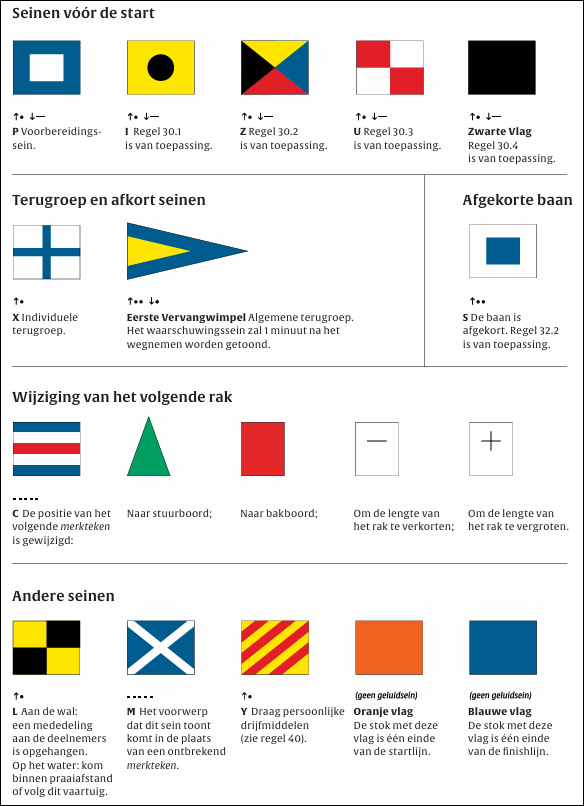 Seinen vóór de start
↑• ↓—
P Voorbereidings-
sein.
↑• ↓—
I Regel 30.1
is van toepassing.
↑• ↓—
Z Regel 30.2
is van toepassing.
↑• ↓—
U Regel 30.3
is van toepassing.
↑• ↓—
Zwarte Vlag
Regel 30.4
is van toepassing.
Terugroep en afkort seinen
↑•
X Individuele
terugroep.
↑•• ↓•
Eerste Vervangwimpel Algemene terugroep.
Het waarschuwingssein zal 1 minuut na het
wegnemen worden getoond.
Afgekorte baan
↑••
S De baan is
afgekort. Regel 32.2
is van toepassing.
Wijziging van het volgende rak
C De positie van het
volgende merkteken
is gewijzigd:
Naar stuurboord;
Naar bakboord;
—
Om de lengte van
het rak te verkorten;
+
Om de lengte van
het rak te vergroten.
Andere seinen
↑•
L Aan de wal:
een mededeling
aan de deelnemers
is opgehangen.
Op het water: kom
binnen praaiafstand
of volg dit vaartuig.
M Het voorwerp
dat dit sein toont
komt in de plaats
van een ontbrekend
merkteken.
↑•
Y Draag persoonlijke
drijfmiddelen
(zie regel 40).
(geen geluidsein)
Oranje vlag
De stok met deze
vlag is één einde
van de startlijn.
(geen geluidsein)
Blauwe vlag
De stok met deze
vlag is één einde
van de finishlijn.